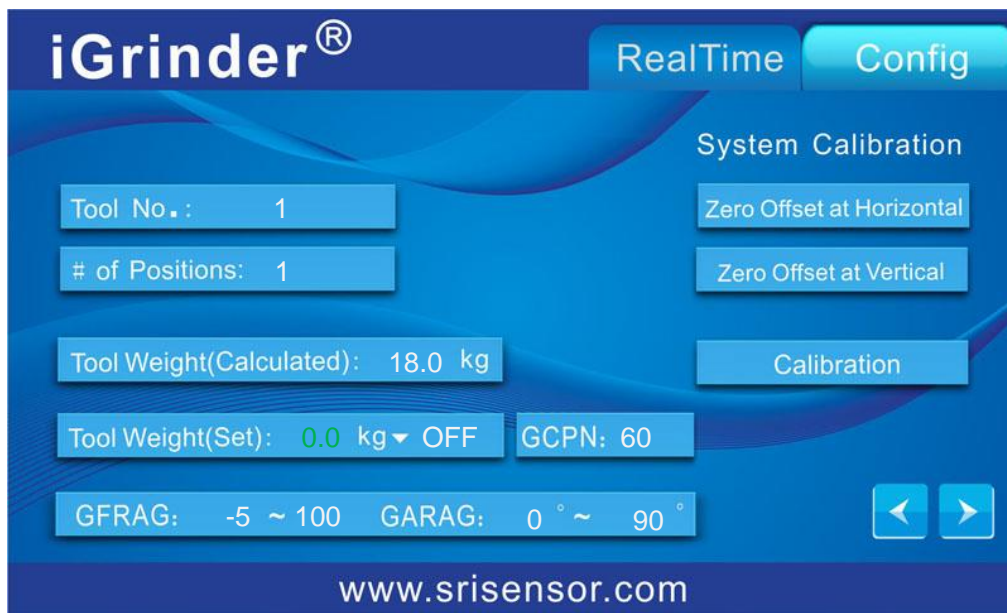 iGrinder®
RealTime
Config
System Calibration
Tool No.: 1
Zero Offset at Horizontal
# of Positions: 1
Zero Offset at Vertical
Tool Weight(Calculated): 18.0 kg
Calibration
Tool Weight(Set): 0.0 kg OFF
GCPN: 60
GFRAG: -5 ~ 100 GARAG: 0 ° ~ 90 °
www.srisensor.com